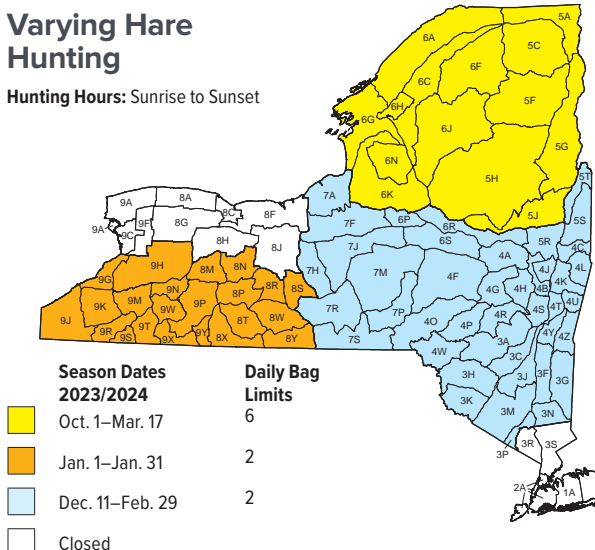 Varying Hare
Hunting
Hunting Hours: Sunrise to Sunset
5A
6A
5C
6F
6C
5F
6H
6G
6J
5G
6N
5H
5T
6K
5J
9A
8A
7A
8C
8F
5S
9A
9F
8G
7F
6P
6R
9C
8H
8J
7J
6S
5R
4C
4A
9H
8M
8N
7H
7M
4F
4J
4L
9G
8R
8S
4G
4H
4B
4K
9N
9K
9M
9P
8P
4U
9W
7R
7P
4R
4S
4T
9J
8T
8W
4O
4P
4Y
4Z
9R
9S
9T
9X
9Y
8X
8Y
7S
3A
4W
3C
3H
3J
3F
3G
3K
3M
3N
3P
3R
3S
2A
1A
Season Dates
2023/2024
Daily Bag
Limits
Oct. 1–Mar. 17
6
Jan. 1–Jan. 31
2
Dec. 11–Feb. 29
2
Closed